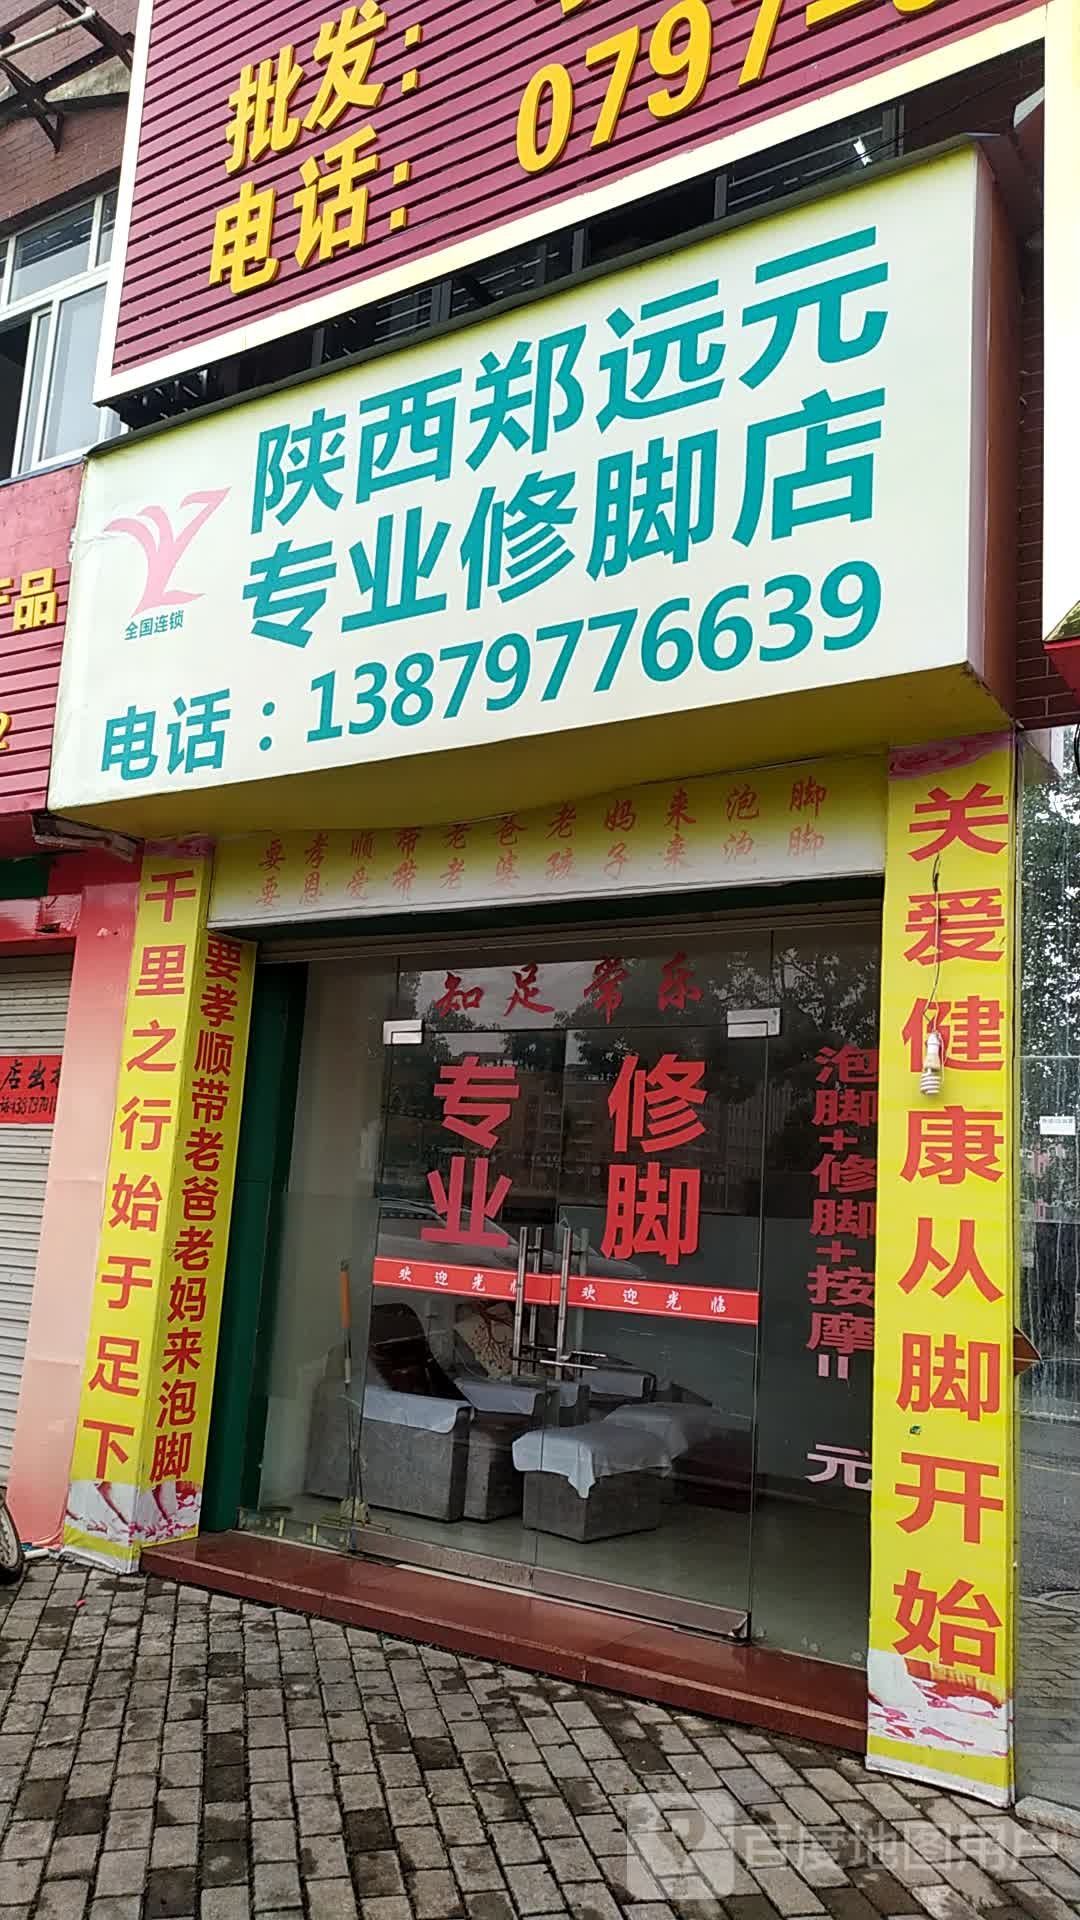 批发:
电话: 0797-
陕西郑远元
专业修脚店
全国连锁
电话：13879776639
产品
要孝顺带老爸老妈来泡脚
要恩爱带老婆孩子来泡脚
千里之行始于足下
要孝顺带老爸老妈来泡脚
知足常乐
专业
修脚
欢迎光临
欢迎光临
泡脚+修脚+按摩=
元
关爱健康从脚开始
百度地图用户